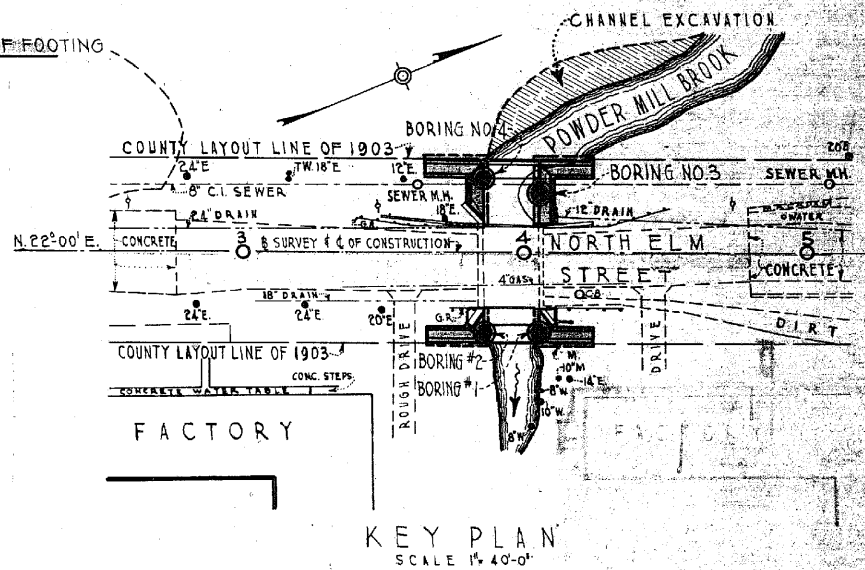 CHANNEL EXCAVATION
F FOOTING
POWDER MILL BROOK
BORING NO. 4
COUNTY LAYOUT LINE OF 1903
24"E.
TW. 18"E
12"E.
BORING NO. 3
SEWER M.H.
8" C.I. SEWER
SEWER M.H.
24" DRAIN
18"E.
12" DRAIN
WATER
N. 22°-00' E.
CONCRETE
3
B SURVEY & ℄ OF CONSTRUCTION
4
NORTH ELM
5
STREET
CONCRETE
4" GAS
18" DRAIN
C.B.
24"E.
24"E.
20"E
G.R.
DIRT
COUNTY LAYOUT LINE OF 1903
ROUGH DRIVE
DRIVE
BORING #2
BORING #1
M.
10"M
14"E.
8"W.
10"W.
8"W
CONC. STEPS
CONCRETE WATER TABLE
FACTORY
FACTORY
KEY PLAN
SCALE 1"= 40'-0"